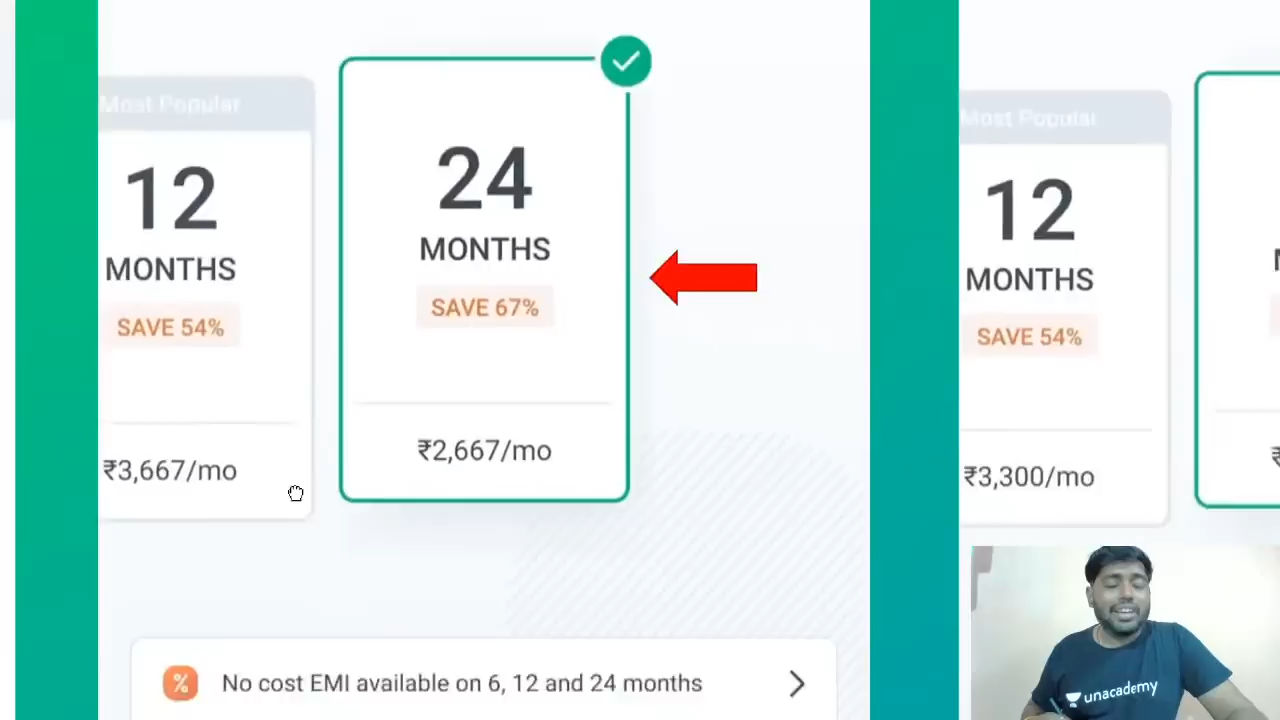 Most Popular
12
MONTHS
SAVE 54%
₹3,667/mo
24
MONTHS
SAVE 67%
₹2,667/mo
No cost EMI available on 6, 12 and 24 months
Most Popular
12
MONTHS
SAVE 54%
₹3,300/mo
unacademy